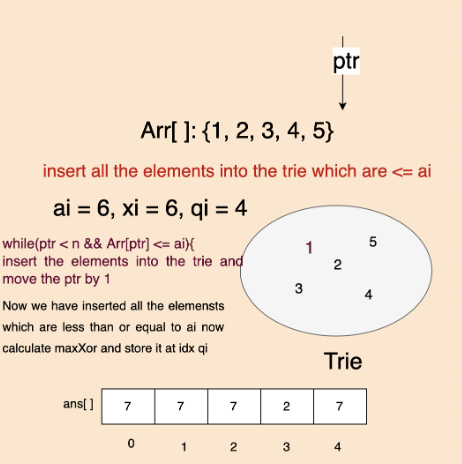 ptr
Arr[ ]: {1, 2, 3, 4, 5}
insert all the elements into the trie which are <= ai
ai = 6, xi = 6, qi = 4
while(ptr < n && Arr[ptr] <= ai){
insert the elements into the trie and
move the ptr by 1
Now we have inserted all the elemensts
which are less than or equal to ai now
calculate maxXor and store it at idx qi
1
5
2
3
4
Trie
ans[ ] 7 7 7 2 7
0 1 2 3 4